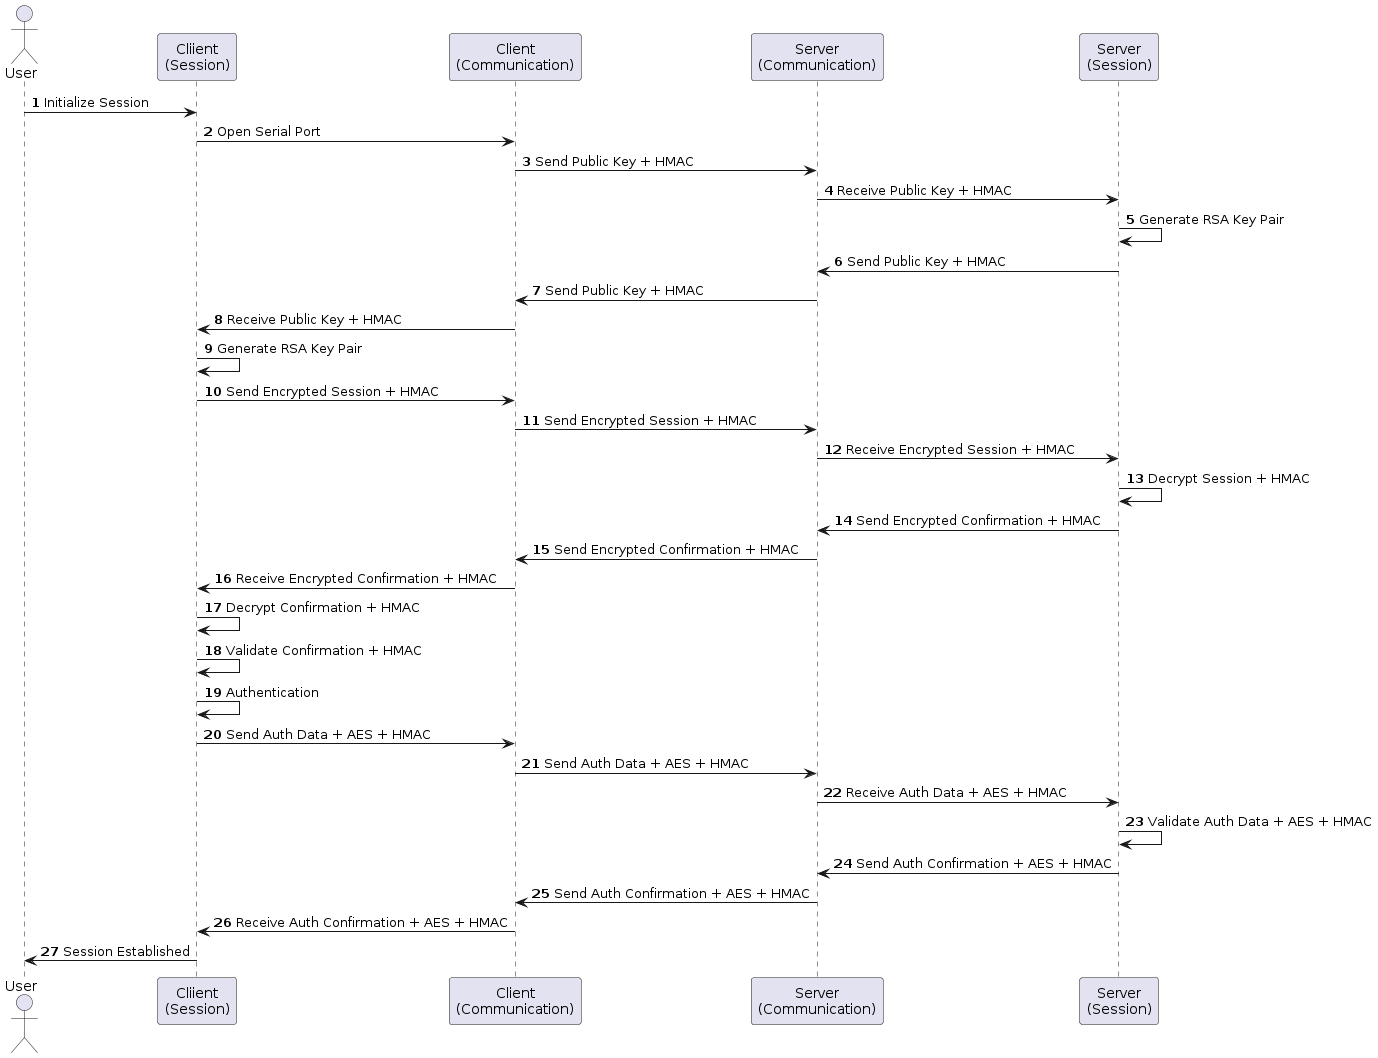 User
Cliient
(Session)
Client
(Communication)
Server
(Communication)
Server
(Session)
1 Initialize Session
2 Open Serial Port
3 Send Public Key + HMAC
4 Receive Public Key + HMAC
5 Generate RSA Key Pair
6 Send Public Key + HMAC
7 Send Public Key + HMAC
8 Receive Public Key + HMAC
9 Generate RSA Key Pair
10 Send Encrypted Session + HMAC
11 Send Encrypted Session + HMAC
12 Receive Encrypted Session + HMAC
13 Decrypt Session + HMAC
14 Send Encrypted Confirmation + HMAC
15 Send Encrypted Confirmation + HMAC
16 Receive Encrypted Confirmation + HMAC
17 Decrypt Confirmation + HMAC
18 Validate Confirmation + HMAC
19 Authentication
20 Send Auth Data + AES + HMAC
21 Send Auth Data + AES + HMAC
22 Receive Auth Data + AES + HMAC
23 Validate Auth Data + AES + HMAC
24 Send Auth Confirmation + AES + HMAC
25 Send Auth Confirmation + AES + HMAC
26 Receive Auth Confirmation + AES + HMAC
27 Session Established
User
Cliient
(Session)
Client
(Communication)
Server
(Communication)
Server
(Session)